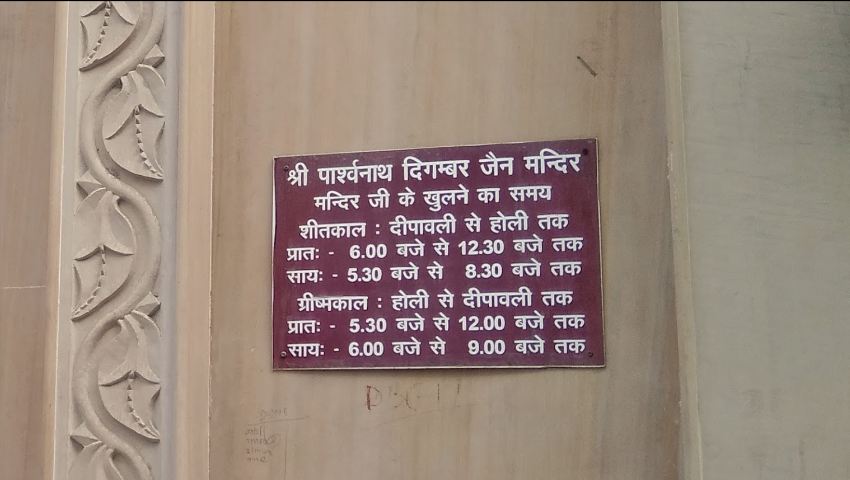 श्री पार्श्वनाथ दिगम्बर जैन मन्दिर
मन्दिर जी के खुलने का समय
शीतकाल : दीपावली से होली तक
प्रातः - 6.00 बजे से 12.30 बजे तक
सायः - 5.30 बजे से 8.30 बजे तक
ग्रीष्मकाल : होली से दीपावली तक
प्रातः - 5.30 बजे से 12.00 बजे तक
सायः - 6.00 बजे से 9.00 बजे तक